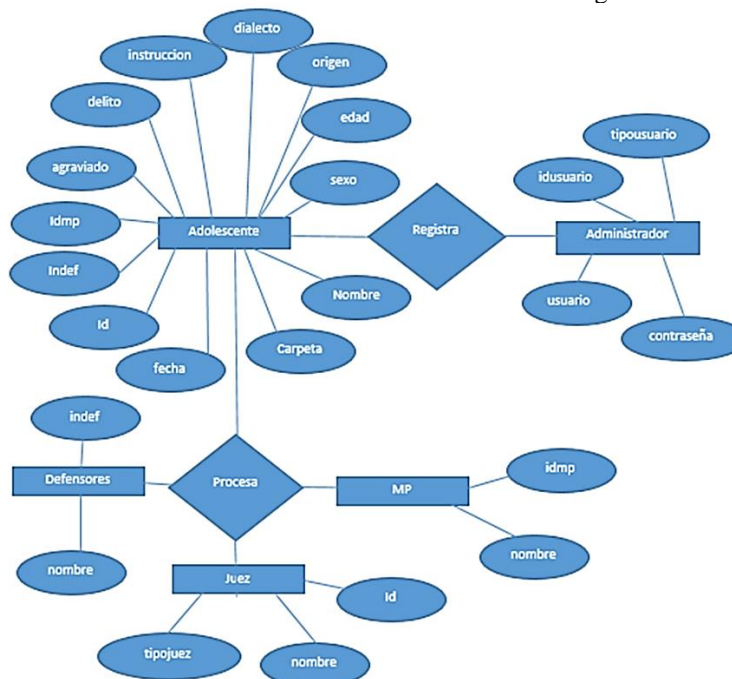 dialecto
instruccion
origen
delito
edad
tipousuario
agraviado
sexo
idusuario
Idmp
Adolescente
Registra
Administrador
Indef
Nombre
usuario
Id
Carpeta
contraseña
fecha
indef
Defensores
Procesa
MP
idmp
nombre
nombre
Juez
Id
tipojuez
nombre